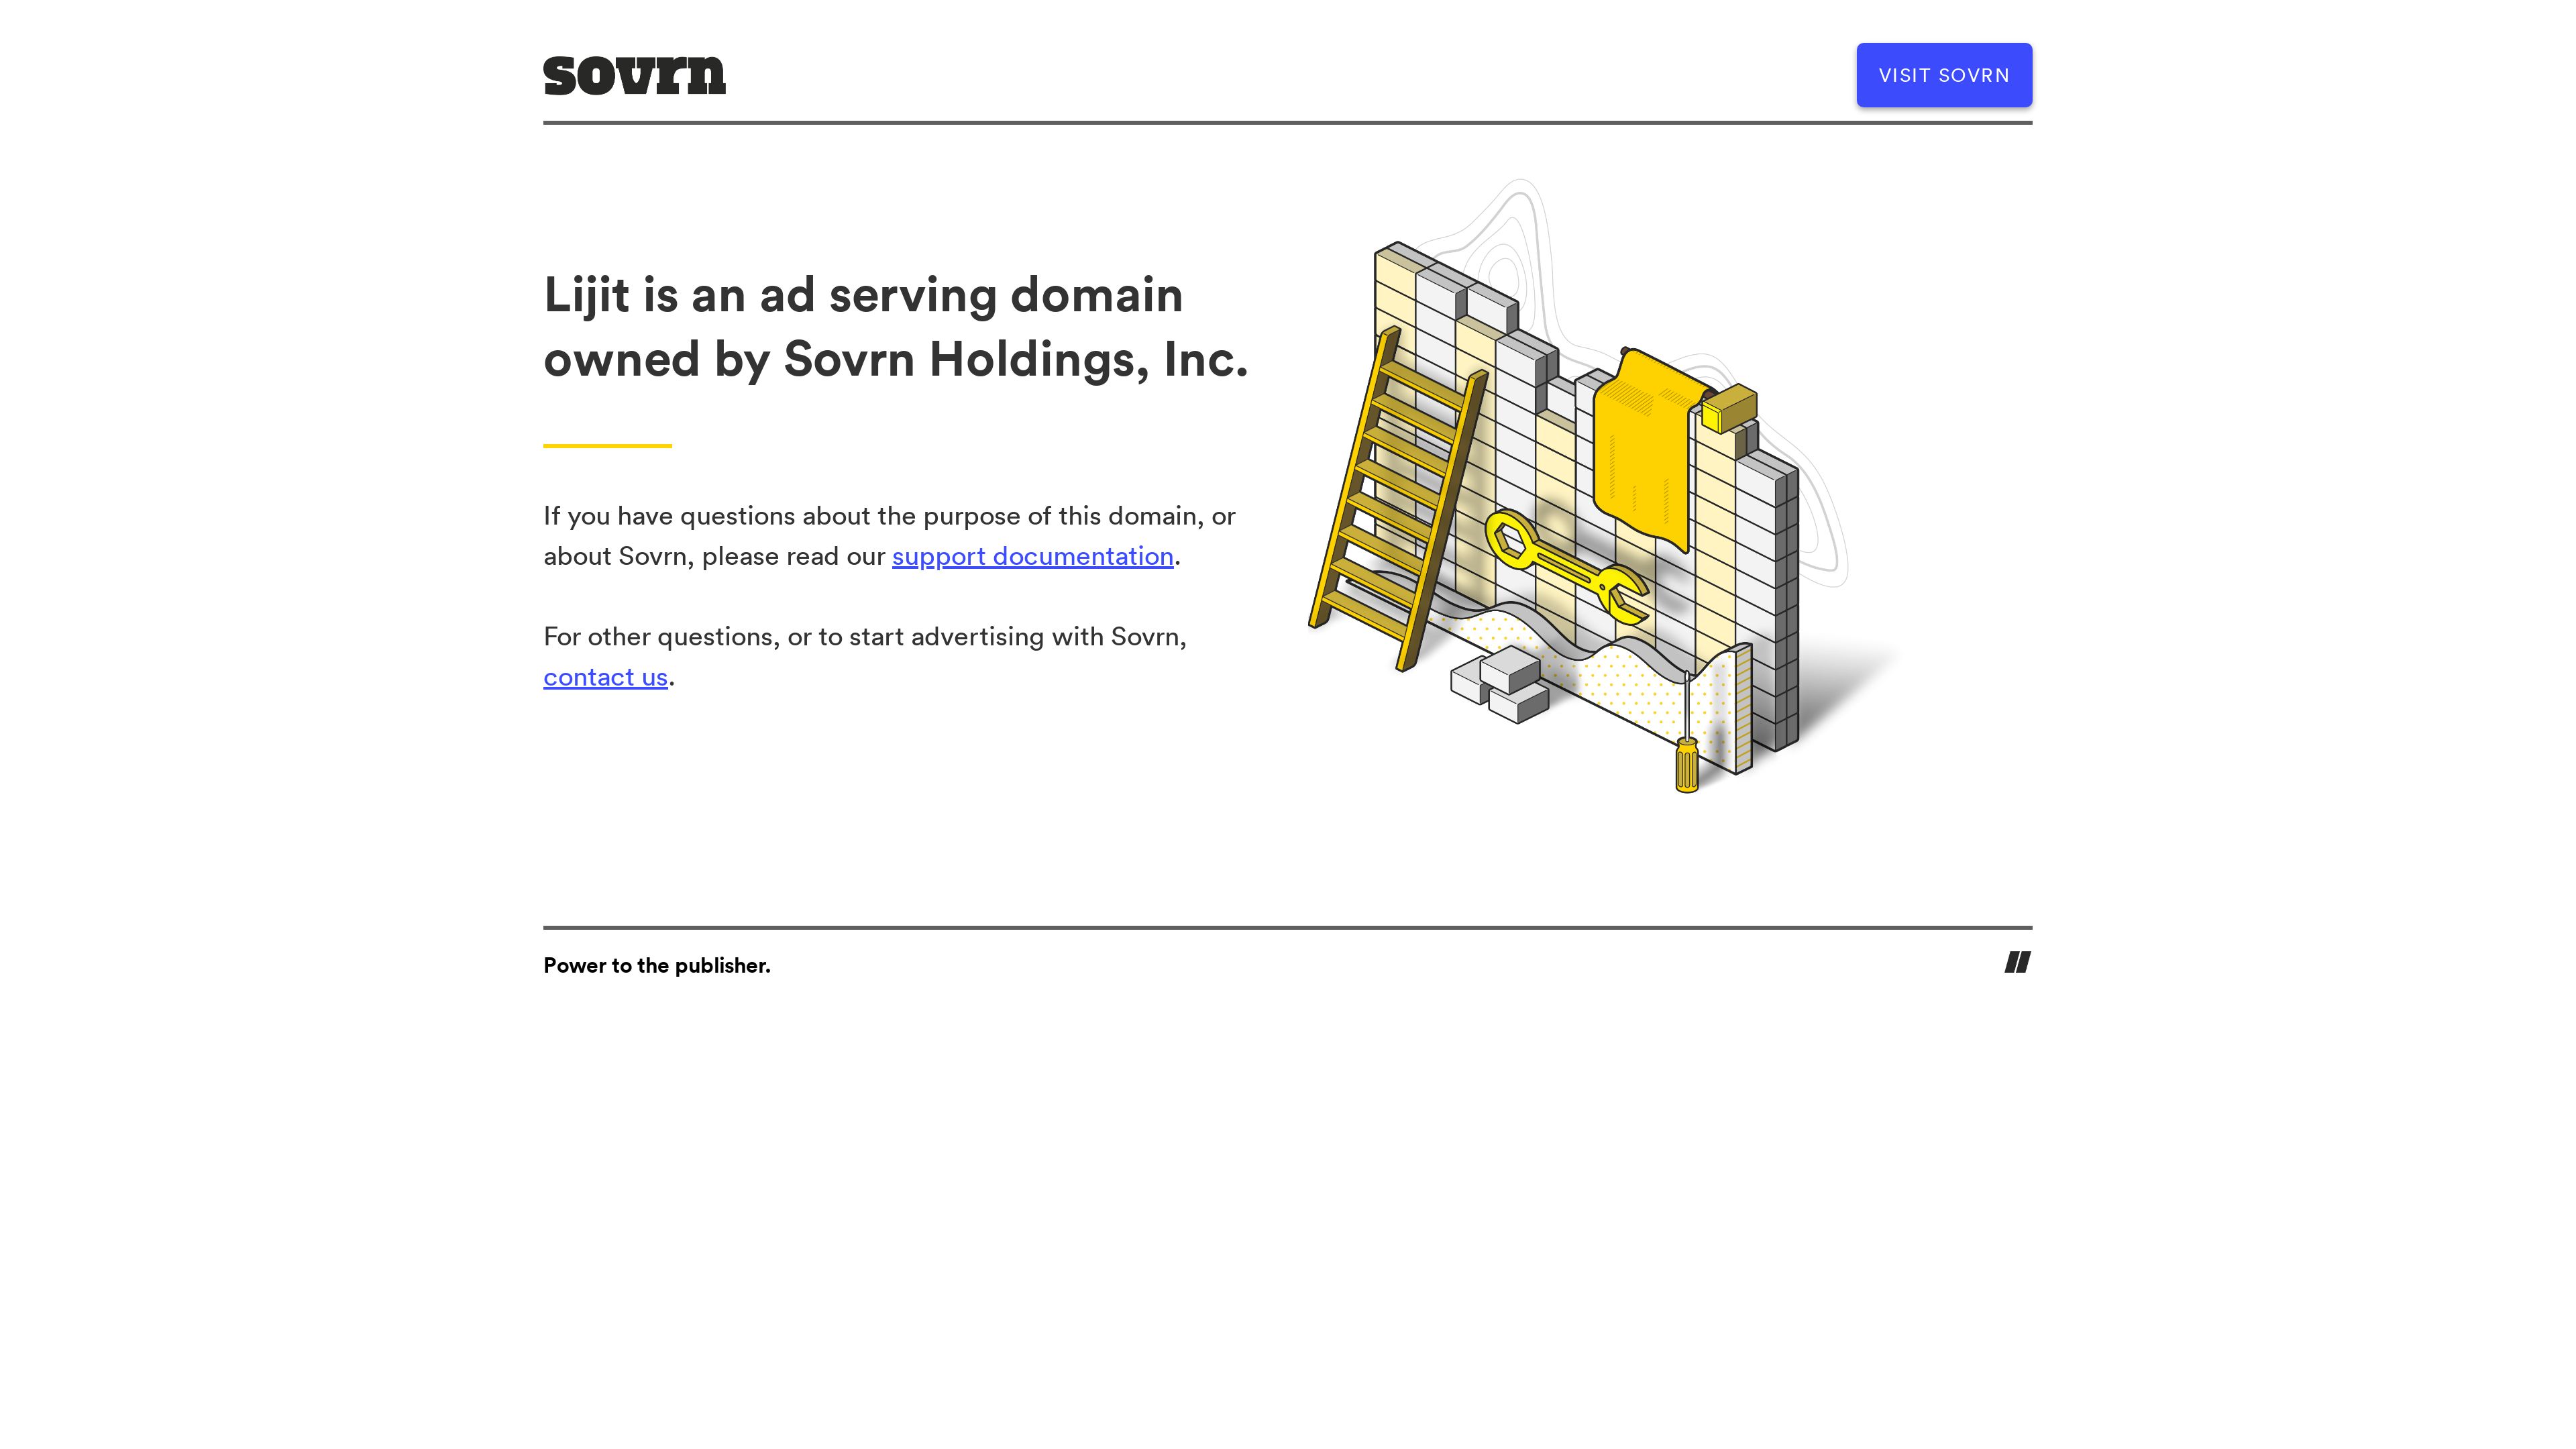 sovrn
VISIT SOVRN
Lijit is an ad serving domain
owned by Sovrn Holdings, Inc.
If you have questions about the purpose of this domain, or
about Sovrn, please read our support documentation.
For other questions, or to start advertising with Sovrn,
contact us.
Power to the publisher.